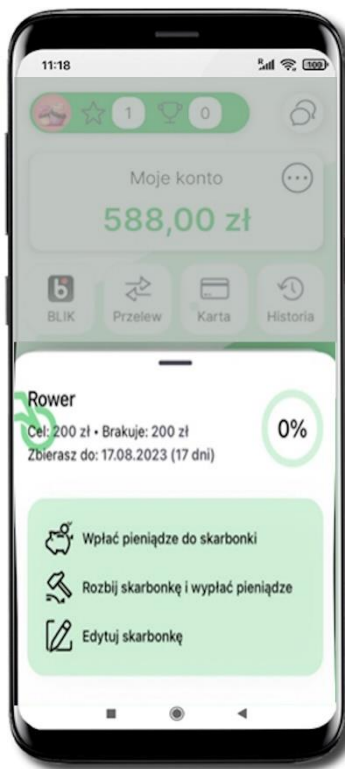 11:18
R
100
1
0
Moje konto
588,00 zł
BLIK
Przelew
Karta
Historia
Rower
Cel: 200 zł • Brakuje: 200 zł
Zbierasz do: 17.08.2023 (17 dni)
0%
Wpłać pieniądze do skarbonki
Rozbij skarbonkę i wypłać pieniądze
Edytuj skarbonkę